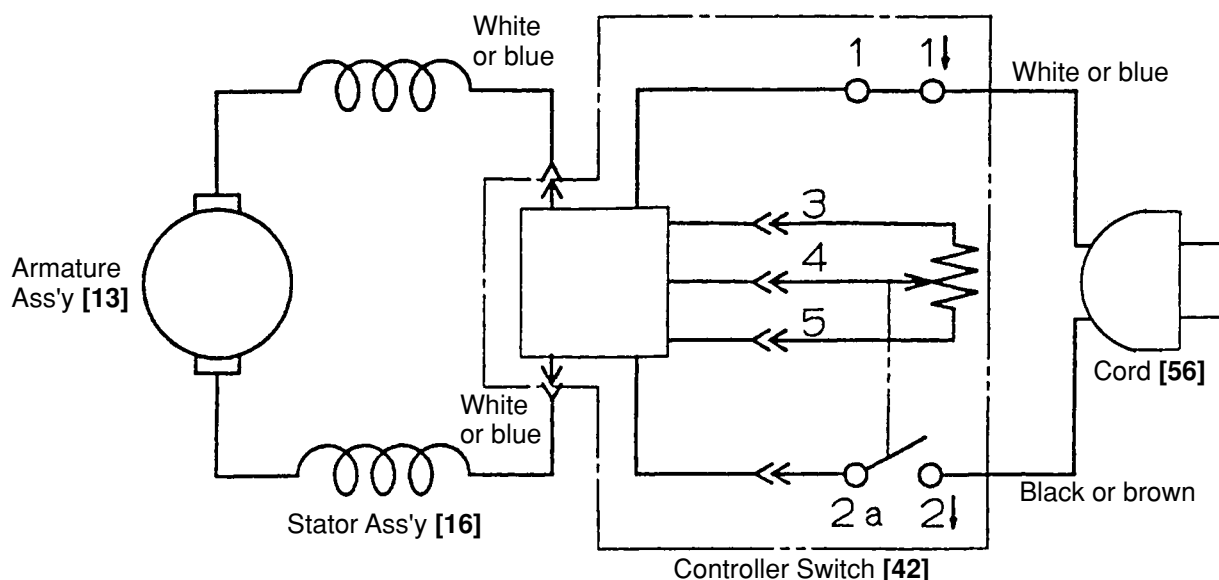 White
or blue
1 1
White or blue
3
4
5
Armature
Ass'y [13]
Cord [56]
White
or blue
2a 2
Black or brown
Stator Ass'y [16]
Controller Switch [42]